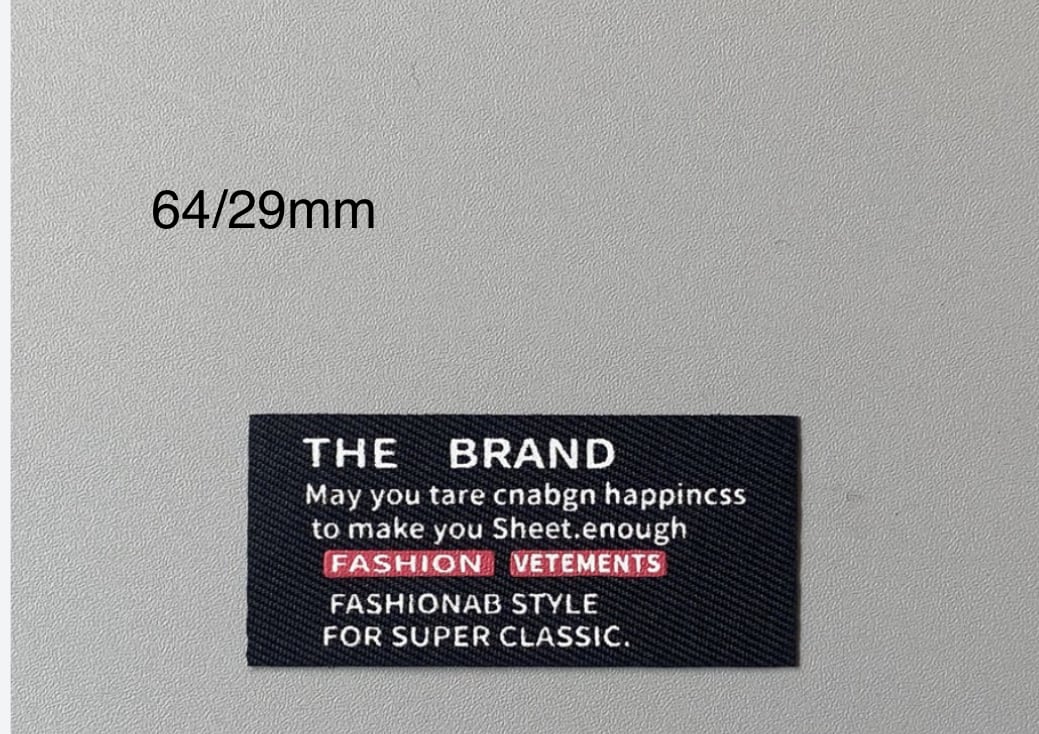 64/29mm
THE BRAND
May you tare cnabgn happincss
to make you Sheet.enough
FASHION VETEMENTS
FASHIONAB STYLE
FOR SUPER CLASSIC.